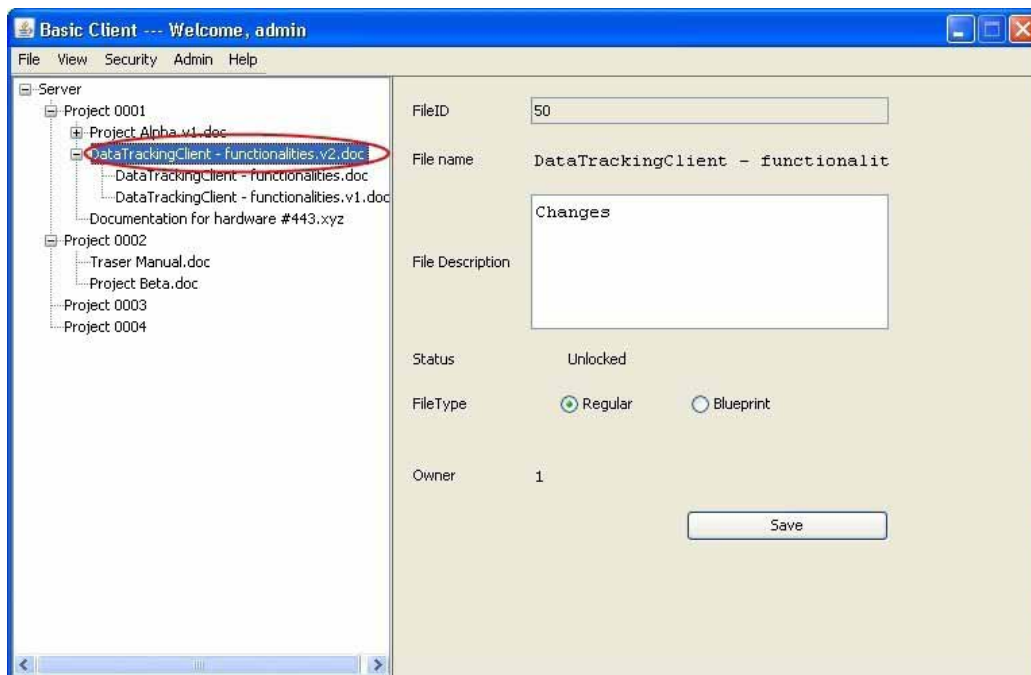 Basic Client --- Welcome, admin
File View Security Admin Help
Server
Project 0001
Project Alpha.v1.doc
DataTrackingClient - functionalities.v2.doc
DataTrackingClient - functionalities.doc
DataTrackingClient - functionalities.v1.doc
Documentation for hardware #443.xyz
Project 0002
Traser Manual.doc
Project Beta.doc
Project 0003
Project 0004
FileID 50
File name DataTrackingClient - functionalit
File Description Changes
Status Unlocked
FileType Regular Blueprint
Owner 1
Save